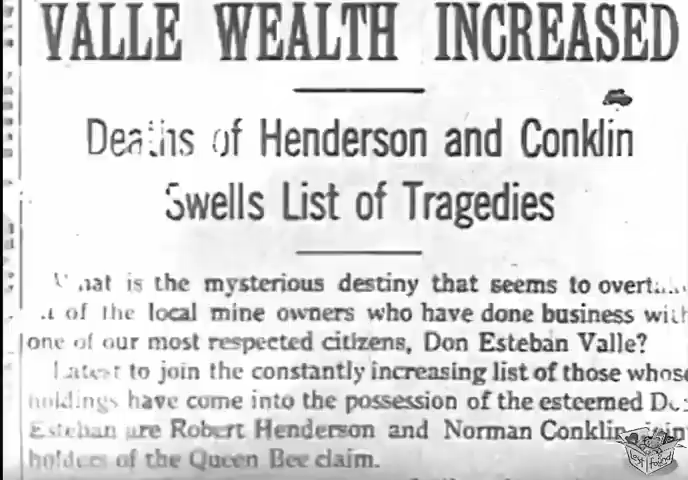 VALLE WEALTH INCREASED
Deaths of Henderson and Conklin
Swells List of Tragedies
What is the mysterious destiny that seems to
of the local mine owners who have done business with
one of our most respected citizens, Don Esteban Valle?
Latest to join the constantly increasing list of those whose
holdings have come into the possession of the esteemed Don
Esteban are Robert Henderson and Norman Conklin,
holders of the Queen Bee claim.
Lost Found